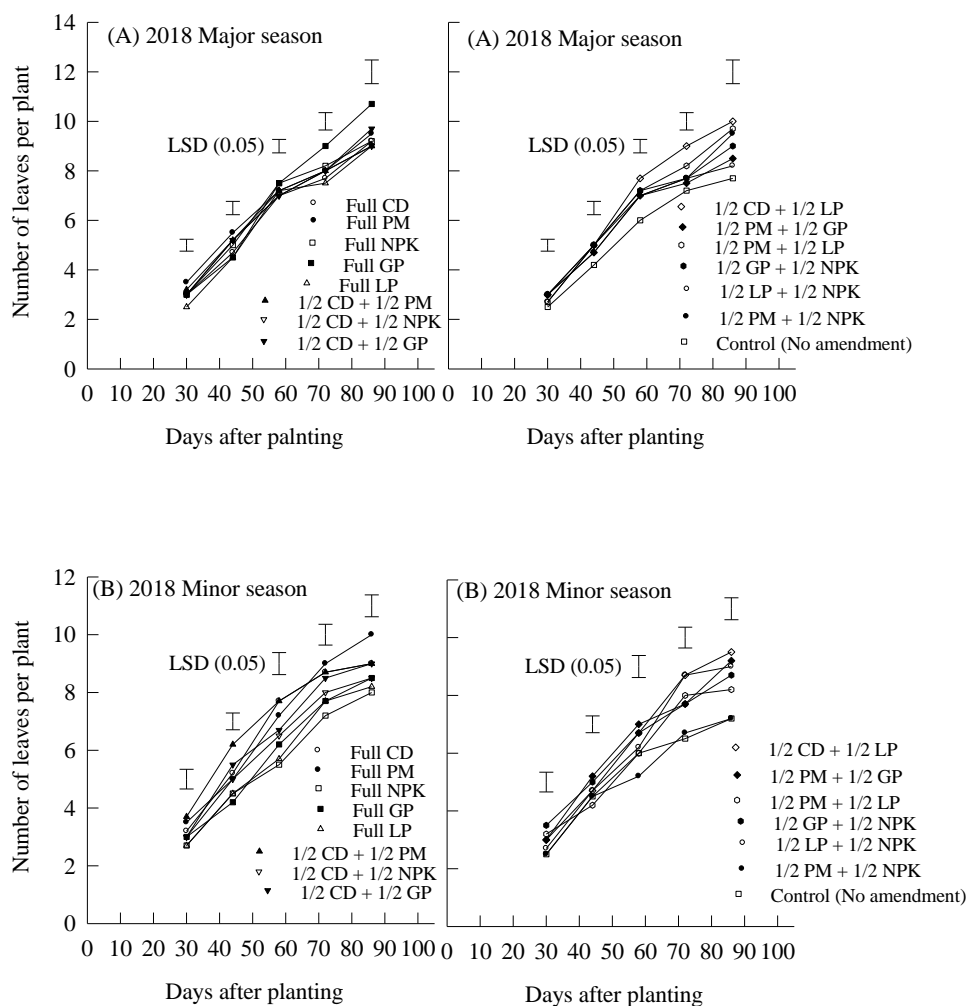 (A) 2018 Major season
14
12
10
8
6
4
2
0
Number of leaves per plant
LSD (0.05)
Full CD
Full PM
Full NPK
Full GP
Full LP
1/2 CD + 1/2 PM
1/2 CD + 1/2 NPK
1/2 CD + 1/2 GP
0 10 20 30 40 50 60 70 80 90 100
Days after palnting
(A) 2018 Major season
LSD (0.05)
1/2 CD + 1/2 LP
1/2 PM + 1/2 GP
1/2 PM + 1/2 LP
1/2 GP + 1/2 NPK
1/2 LP + 1/2 NPK
1/2 PM + 1/2 NPK
Control (No amendment)
0 10 20 30 40 50 60 70 80 90 100
Days after planting
(B) 2018 Minor season
12
10
8
6
4
2
0
Number of leaves per plant
LSD (0.05)
Full CD
Full PM
Full NPK
Full GP
Full LP
1/2 CD + 1/2 PM
1/2 CD + 1/2 NPK
1/2 CD + 1/2 GP
0 10 20 30 40 50 60 70 80 90 100
Days after planting
(B) 2018 Minor season
LSD (0.05)
1/2 CD + 1/2 LP
1/2 PM + 1/2 GP
1/2 PM + 1/2 LP
1/2 GP + 1/2 NPK
1/2 LP + 1/2 NPK
1/2 PM + 1/2 NPK
Control (No amendment)
0 10 20 30 40 50 60 70 80 90 100
Days after planting